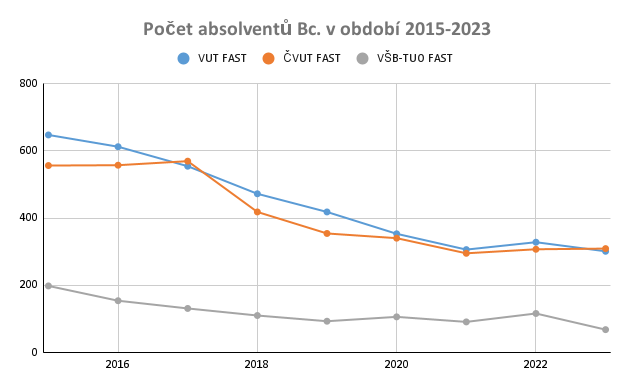 Počet absolventů Bc. v období 2015-2023
VUT FAST ČVUT FAST VŠB-TUO FAST
800
600
400
200
0
2016 2018 2020 2022